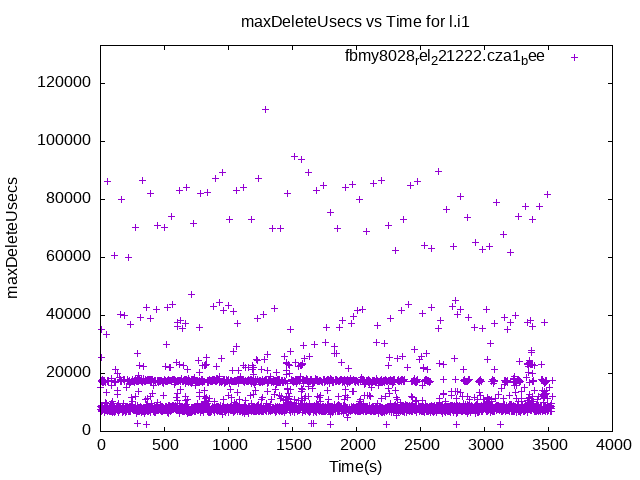 maxDeleteUsecs vs Time for l.i1
fbmy8028rel221222.cza1bee
120000
100000
80000
60000
40000
20000
0
maxDeleteUsecs
0 500 1000 1500 2000 2500 3000 3500 4000
Time(s)